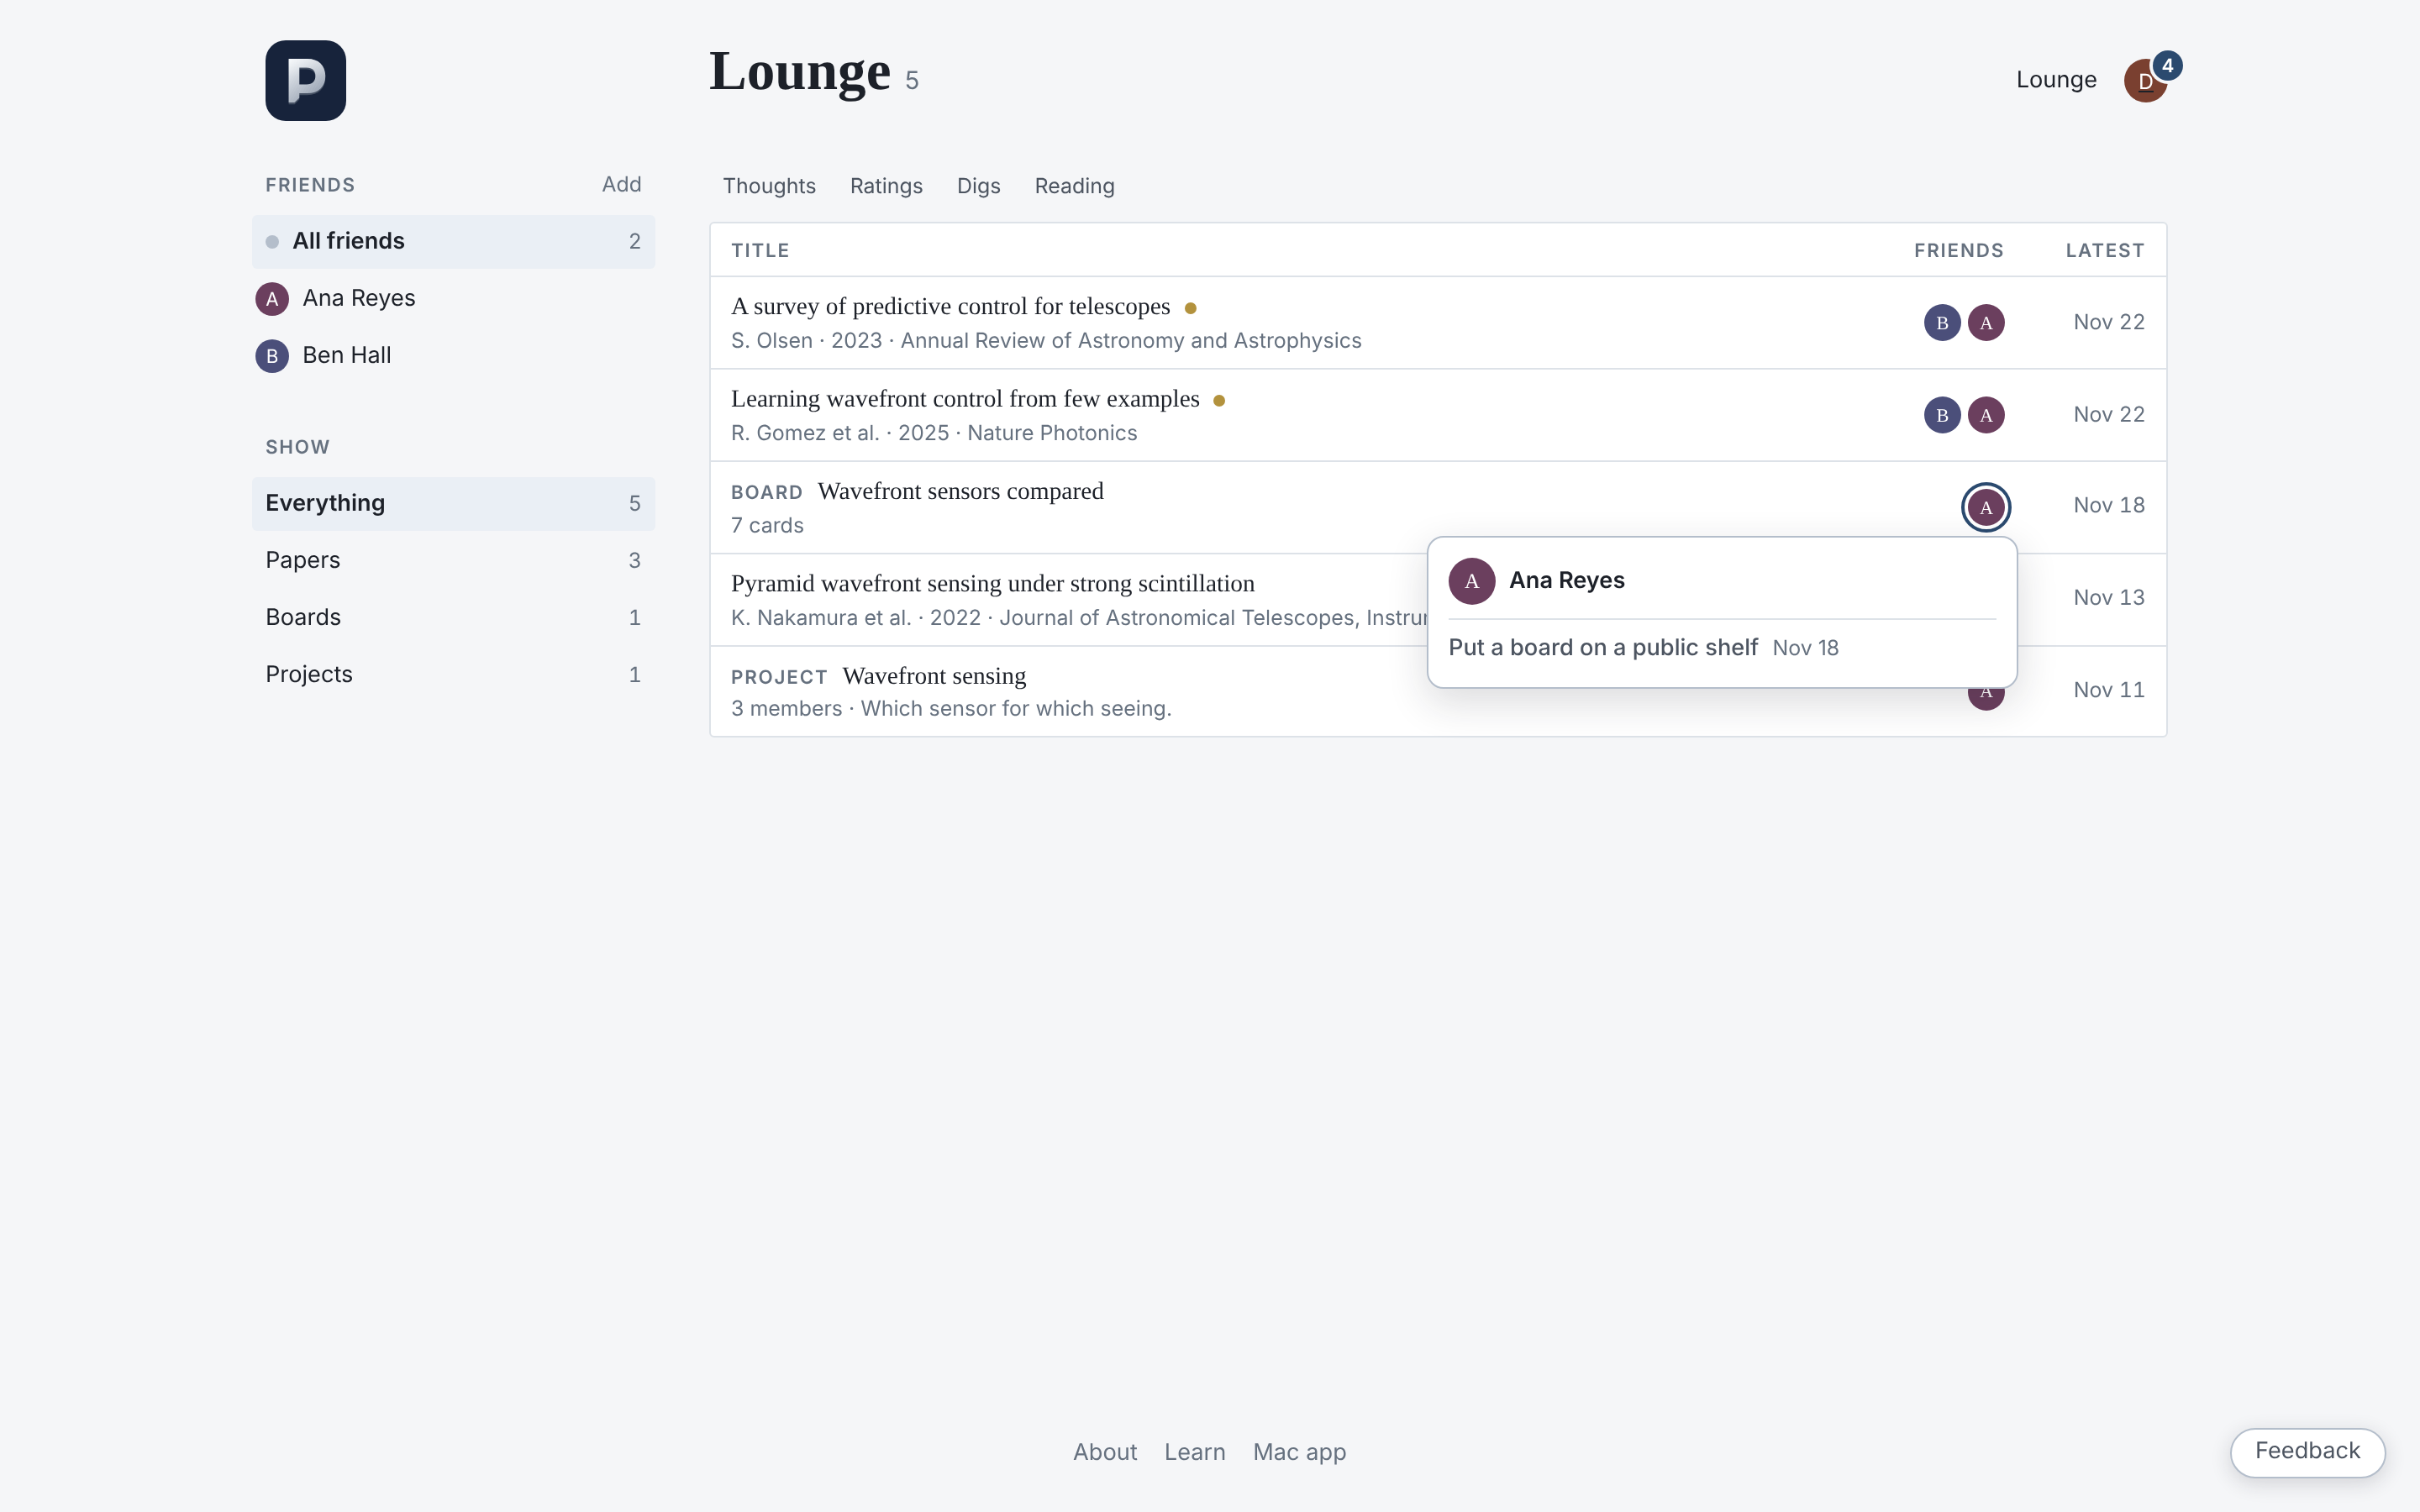 P
Lounge 5
Lounge
D
4
FRIENDS Add
All friends 2
A Ana Reyes
B Ben Hall
SHOW
Everything 5
Papers 3
Boards 1
Projects 1
Thoughts Ratings Digs Reading
TITLE FRIENDS LATEST
A survey of predictive control for telescopes
S. Olsen · 2023 · Annual Review of Astronomy and Astrophysics
B A Nov 22
Learning wavefront control from few examples
R. Gomez et al. · 2025 · Nature Photonics
B A Nov 22
BOARD Wavefront sensors compared
7 cards
A Nov 18
Pyramid wavefront sensing under strong scintillation
K. Nakamura et al. · 2022 · Journal of Astronomical Telescopes,
Nov 13
A Ana Reyes
Put a board on a public shelf Nov 18
PROJECT Wavefront sensing
3 members · Which sensor for which seeing.
A Nov 11
About Learn Mac app
Feedback